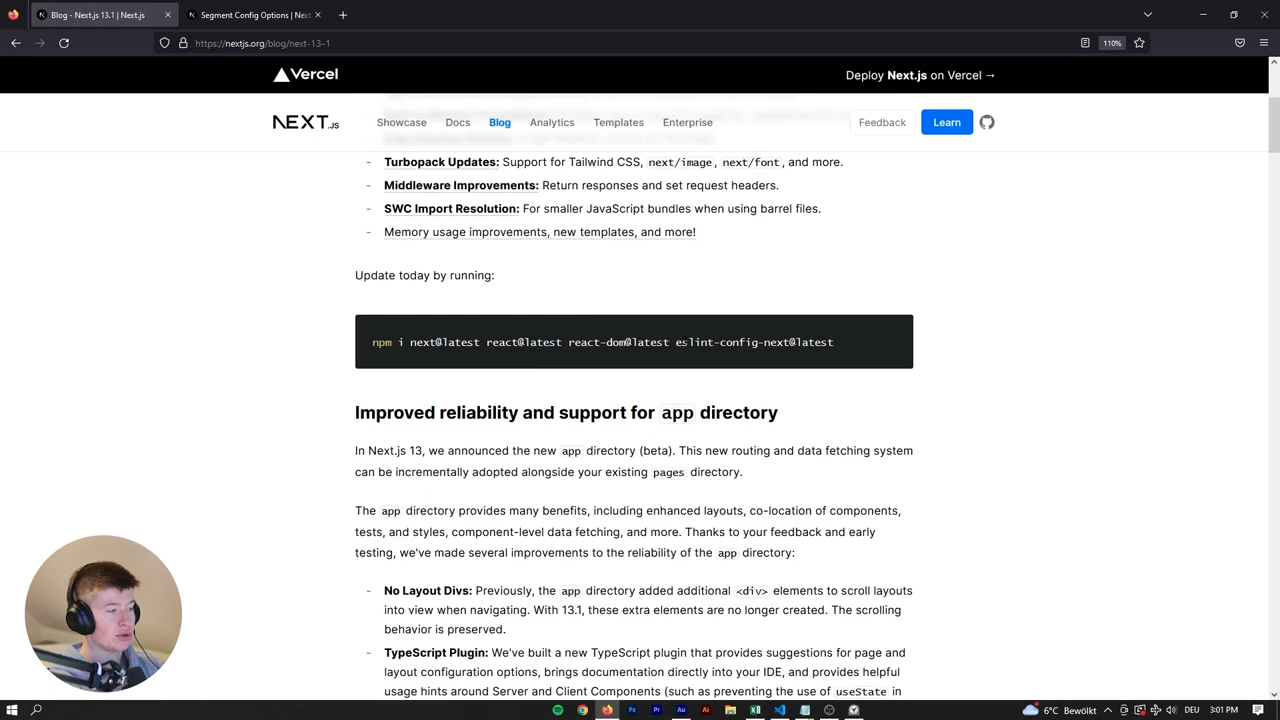 Blog - Next.js 13.1 | Next.js
Segment Config Options | Next
https://nextjs.org/blog/next-13-1
110%
Vercel
Deploy Next.js on Vercel →
NEXT.JS
Showcase
Docs
Blog
Analytics
Templates
Enterprise
Feedback
Learn
- Turbopack Updates: Support for Tailwind CSS, next/image, next/font, and more.
- Middleware Improvements: Return responses and set request headers.
- SWC Import Resolution: For smaller JavaScript bundles when using barrel files.
- Memory usage improvements, new templates, and more!
Update today by running:
npm i next@latest react@latest react-dom@latest eslint-config-next@latest
Improved reliability and support for app directory
In Next.js 13, we announced the new app directory (beta). This new routing and data fetching system
can be incrementally adopted alongside your existing pages directory.
The app directory provides many benefits, including enhanced layouts, co-location of components,
tests, and styles, component-level data fetching, and more. Thanks to your feedback and early
testing, we've made several improvements to the reliability of the app directory:
- No Layout Divs: Previously, the app directory added additional <div> elements to scroll layouts
into view when navigating. With 13.1, these extra elements are no longer created. The scrolling
behavior is preserved.
- TypeScript Plugin: We've built a new TypeScript plugin that provides suggestions for page and
layout configuration options, brings documentation directly into your IDE, and provides helpful
usage hints around Server and Client Components (such as preventing the use of useState in
Ps
Pr
Au
Ai
6°C Bewölkt
DEU
3:01 PM